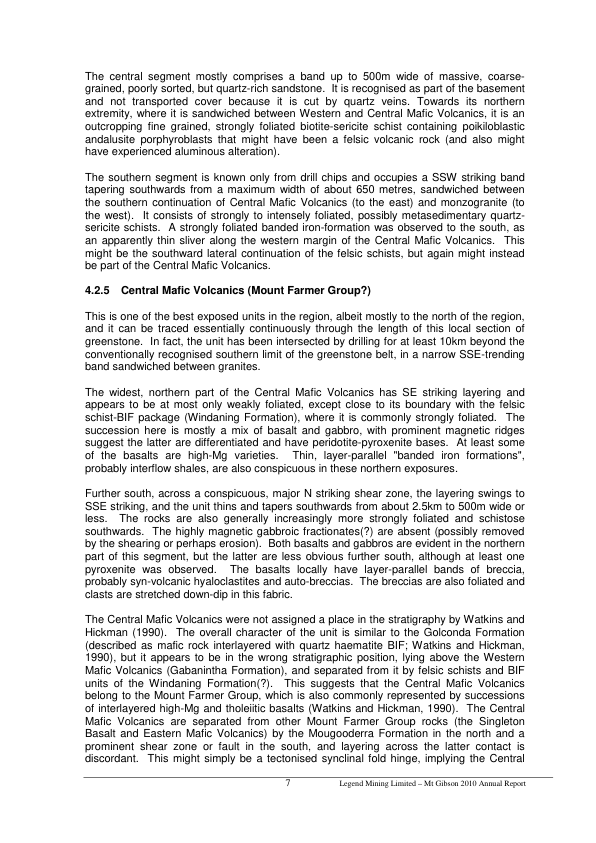 The central segment mostly comprises a band up to 500m wide of massive, coarse-
grained, poorly sorted, but quartz-rich sandstone. It is recognised as part of the basement
and not transported cover because it is cut by quartz veins. Towards its northern
extremity, where it is sandwiched between Western and Central Mafic Volcanics, it is an
outcropping fine grained, strongly foliated biotite-sericite schist containing poikiloblastic
andalusite porphyroblasts that might have been a felsic volcanic rock (and also might
have experienced aluminous alteration).
The southern segment is known only from drill chips and occupies a SSW striking band
tapering southwards from a maximum width of about 650 metres, sandwiched between
the southern continuation of Central Mafic Volcanics (to the east) and monzogranite (to
the west). It consists of strongly to intensely foliated, possibly metasedimentary quartz-
sericite schists. A strongly foliated banded iron-formation was observed to the south, as
an apparently thin sliver along the western margin of the Central Mafic Volcanics. This
might be the southward lateral continuation of the felsic schists, but again might instead
be part of the Central Mafic Volcanics.
4.2.5 Central Mafic Volcanics (Mount Farmer Group?)
This is one of the best exposed units in the region, albeit mostly to the north of the region,
and it can be traced essentially continuously through the length of this local section of
greenstone. In fact, the unit has been intersected by drilling for at least 10km beyond the
conventionally recognised southern limit of the greenstone belt, in a narrow SSE-trending
band sandwiched between granites.
The widest, northern part of the Central Mafic Volcanics has SE striking layering and
appears to be at most only weakly foliated, except close to its boundary with the felsic
schist-BIF package (Windaning Formation), where it is commonly strongly foliated. The
succession here is mostly a mix of basalt and gabbro, with prominent magnetic ridges
suggest the latter are differentiated and have peridotite-pyroxenite bases. At least some
of the basalts are high-Mg varieties. Thin, layer-parallel "banded iron formations",
probably interflow shales, are also conspicuous in these northern exposures.
Further south, across a conspicuous, major N striking shear zone, the layering swings to
SSE striking, and the unit thins and tapers southwards from about 2.5km to 500m wide or
less. The rocks are also generally increasingly more strongly foliated and schistose
southwards. The highly magnetic gabbroic fractionates(?) are absent (possibly removed
by the shearing or perhaps erosion). Both basalts and gabbros are evident in the northern
part of this segment, but the latter are less obvious further south, although at least one
pyroxenite was observed. The basalts locally have layer-parallel bands of breccia,
probably syn-volcanic hyaloclastites and auto-breccias. The breccias are also foliated and
clasts are stretched down-dip in this fabric.
The Central Mafic Volcanics were not assigned a place in the stratigraphy by Watkins and
Hickman (1990). The overall character of the unit is similar to the Golconda Formation
(described as mafic rock interlayered with quartz haematite BIF; Watkins and Hickman,
1990), but it appears to be in the wrong stratigraphic position, lying above the Western
Mafic Volcanics (Gabanintha Formation), and separated from it by felsic schists and BIF
units of the Windaning Formation(?). This suggests that the Central Mafic Volcanics
belong to the Mount Farmer Group, which is also commonly represented by successions
of interlayered high-Mg and tholeiitic basalts (Watkins and Hickman, 1990). The Central
Mafic Volcanics are separated from other Mount Farmer Group rocks (the Singleton
Basalt and Eastern Mafic Volcanics) by the Mougooderra Formation in the north and a
prominent shear zone or fault in the south, and layering across the latter contact is
discordant. This might simply be a tectonised synclinal fold hinge, implying the Central
7 Legend Mining Limited – Mt Gibson 2010 Annual Report